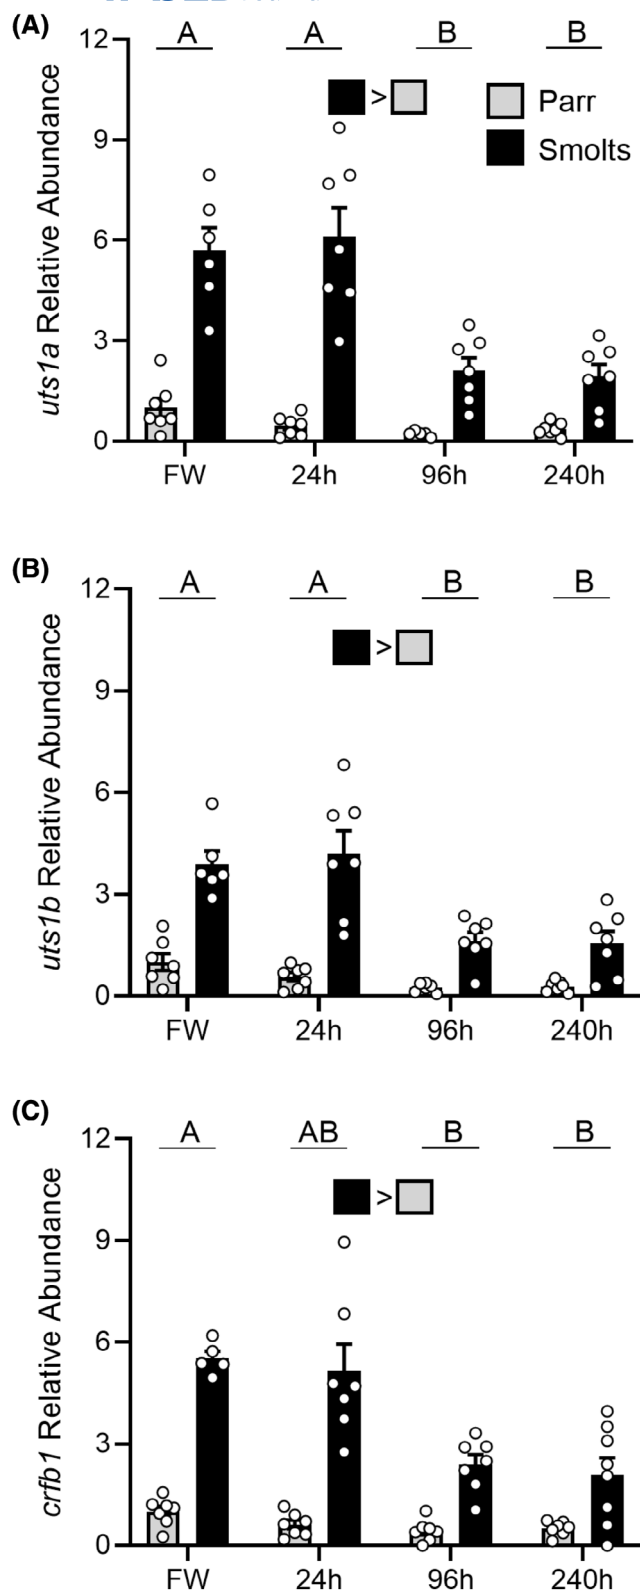 (A)
12
A
A
B
B
>
Parr
Smolts
9
6
3
0
uts1a Relative Abundance
FW
24h
96h
240h
(B)
12
A
A
B
B
>
9
6
3
0
uts1b Relative Abundance
FW
24h
96h
240h
(C)
12
A
AB
B
B
>
9
6
3
0
crfb1 Relative Abundance
FW
24h
96h
240h